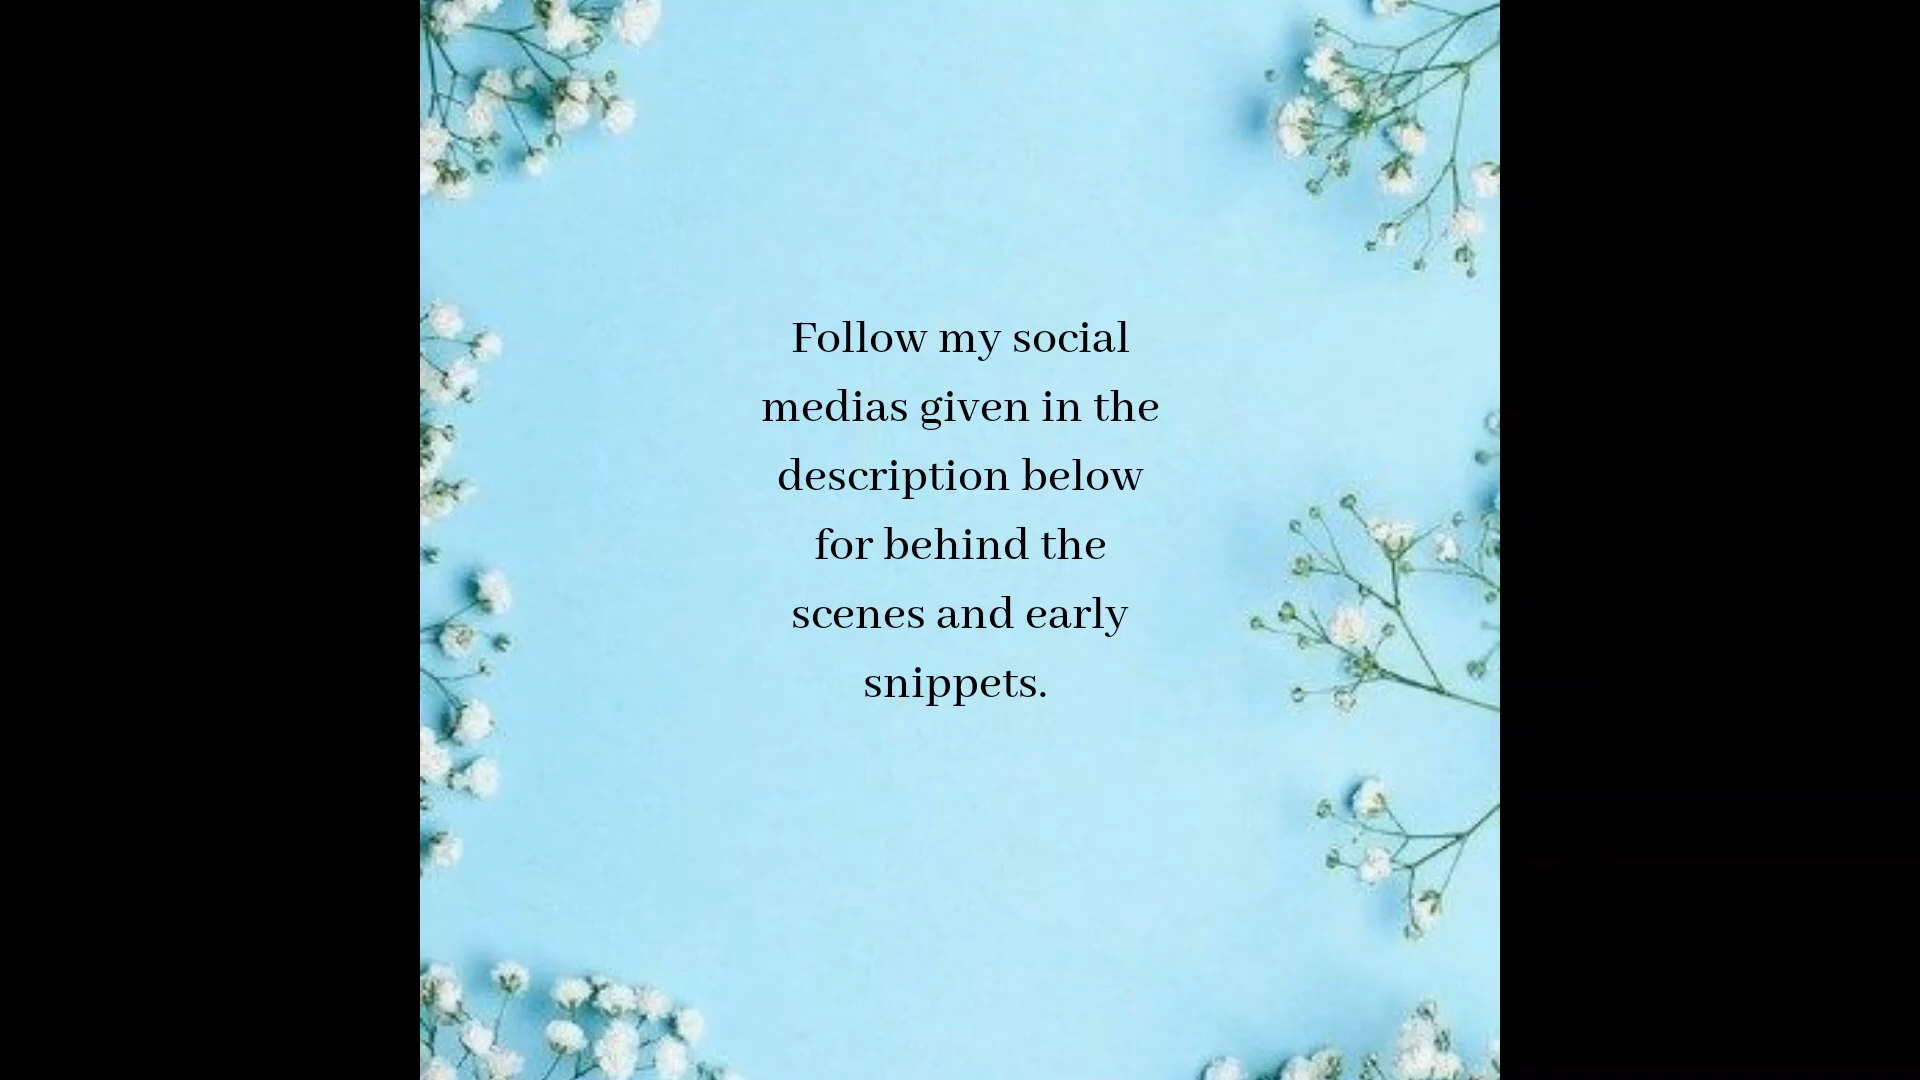 Follow my social
medias given in the
description below
for behind the
scenes and early
snippets.